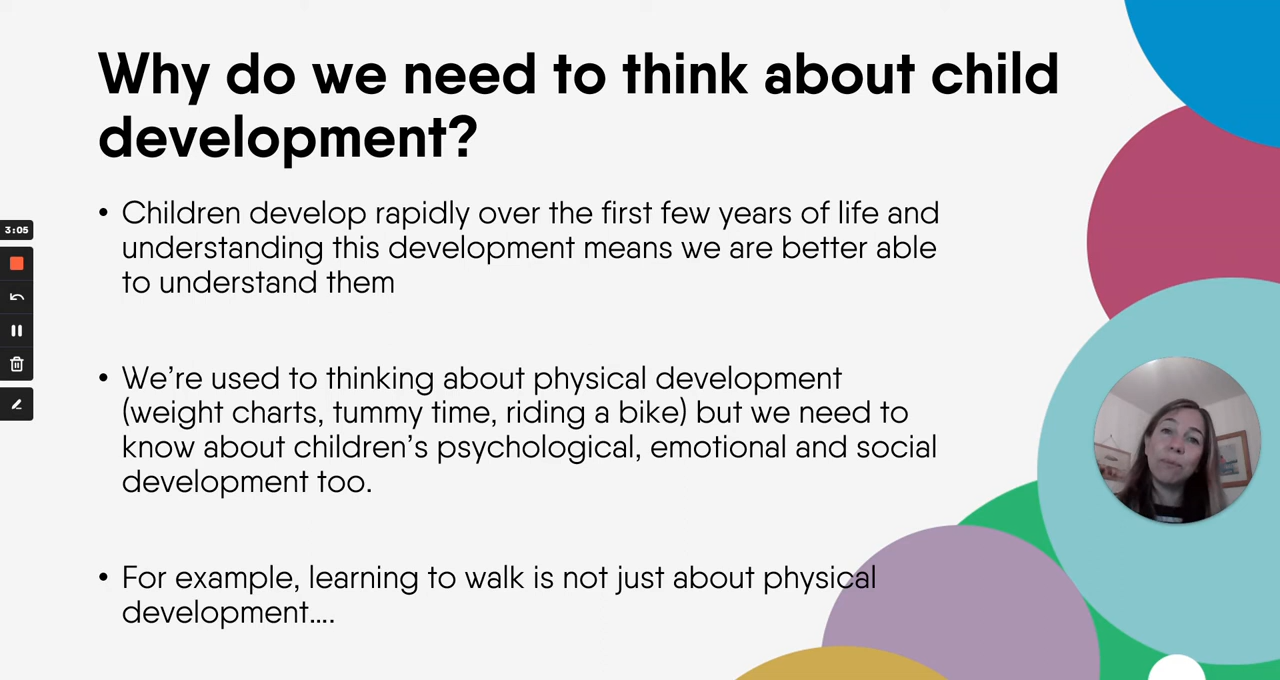 Why do we need to think about child
development?
• Children develop rapidly over the first few years of life and
understanding this development means we are better able
to understand them
3:05
• We’re used to thinking about physical development
(weight charts, tummy time, riding a bike) but we need to
know about children’s psychological, emotional and social
development too.
• For example, learning to walk is not just about physical
development....